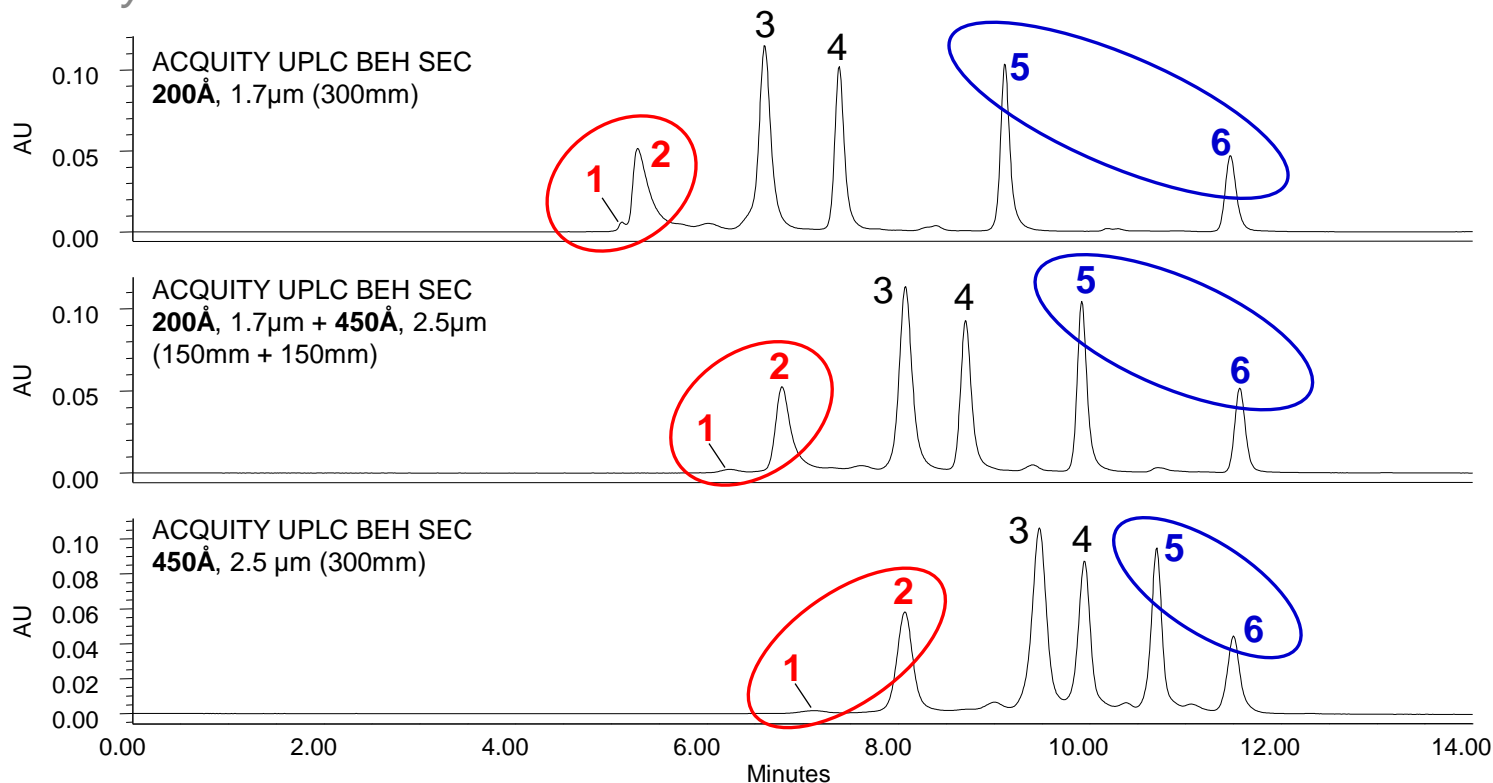 ACQUITY UPLC BEH SEC
200Å, 1.7µm (300mm)
AU
0.10
0.05
0.00
1
2
3
4
5
6
ACQUITY UPLC BEH SEC
200Å, 1.7µm + 450Å, 2.5µm
(150mm + 150mm)
AU
0.10
0.05
0.00
1
2
3
4
5
6
ACQUITY UPLC BEH SEC
450Å, 2.5 µm (300mm)
AU
0.10
0.08
0.06
0.04
0.02
0.00
1
2
3
4
5
6
0.00 2.00 4.00 6.00 8.00 10.00 12.00 14.00
Minutes